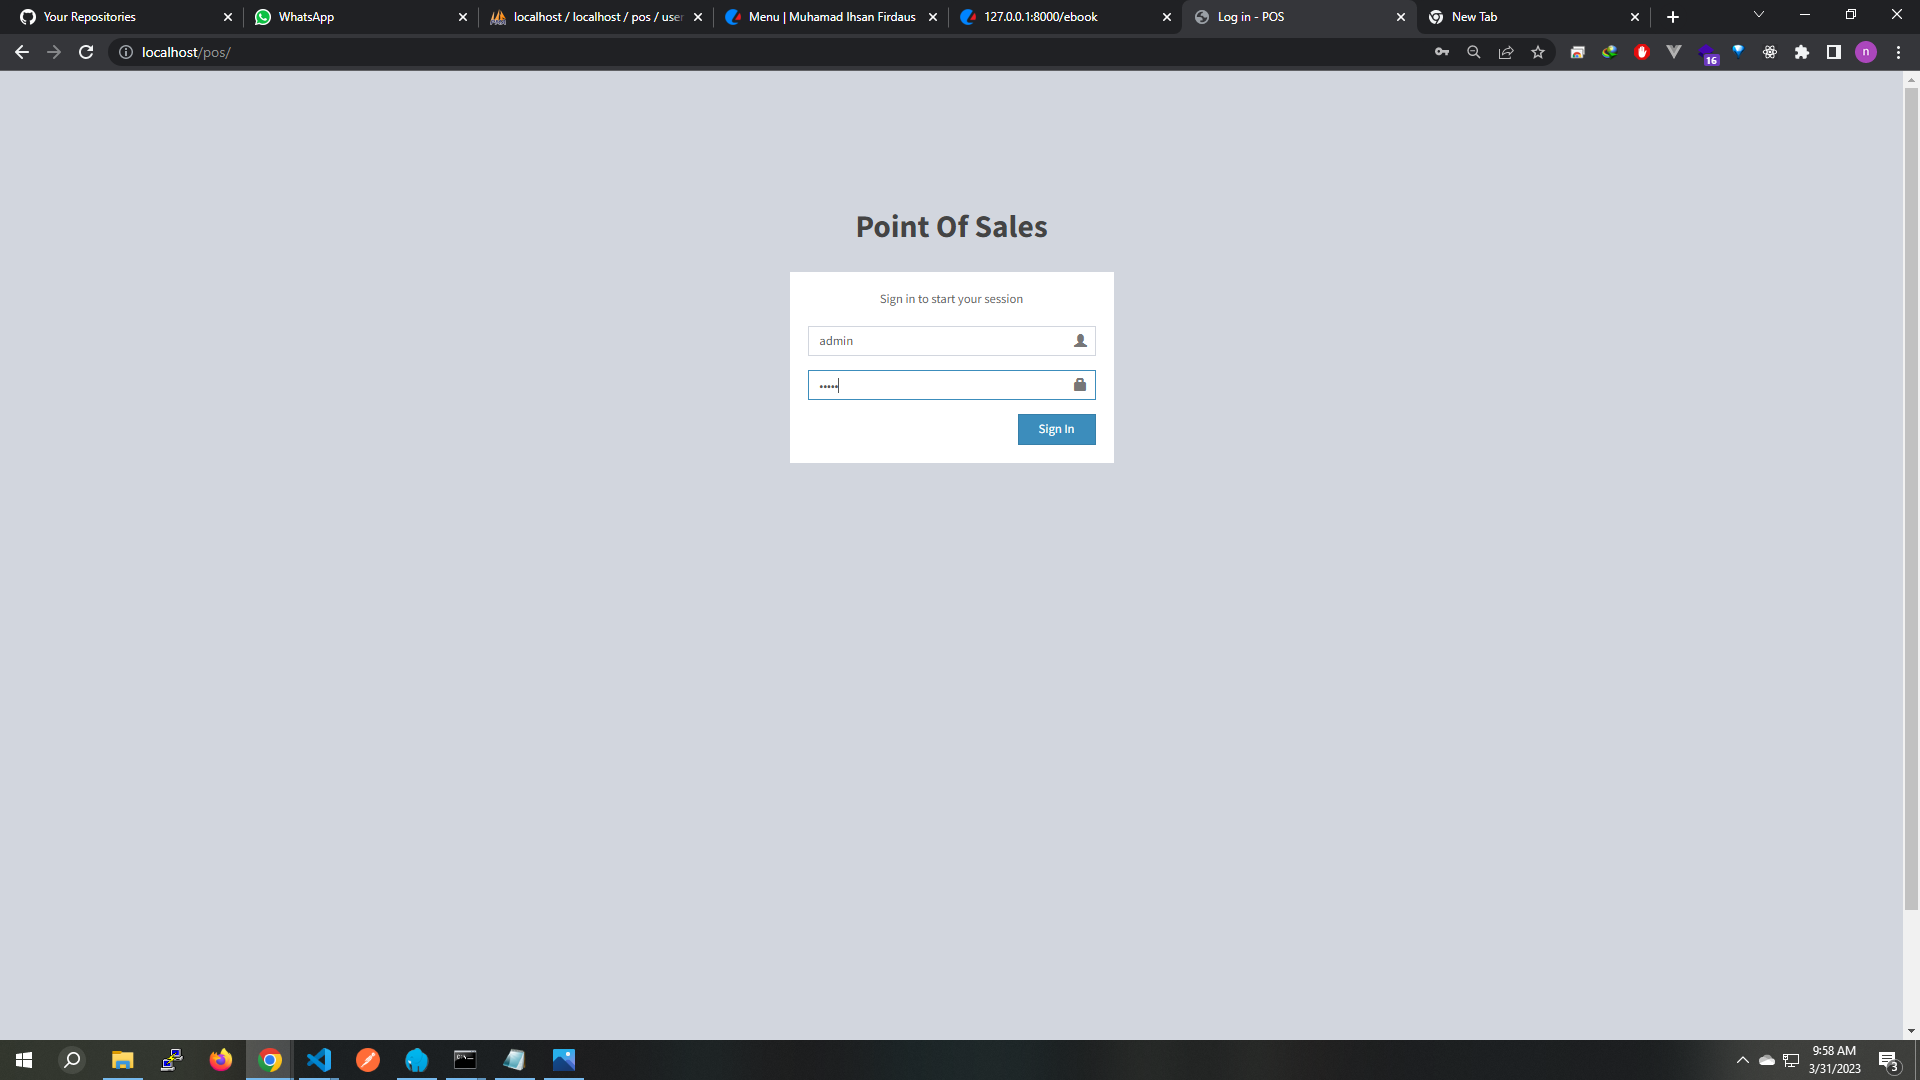 Your Repositories
WhatsApp
localhost / localhost / pos / user
Menu | Muhamad Ihsan Firdaus
127.0.0.1:8000/ebook
Log in - POS
New Tab
localhost/pos/
16
n
Point Of Sales
Sign in to start your session
admin
•••••
Sign In
9:58 AM
3/31/2023
3